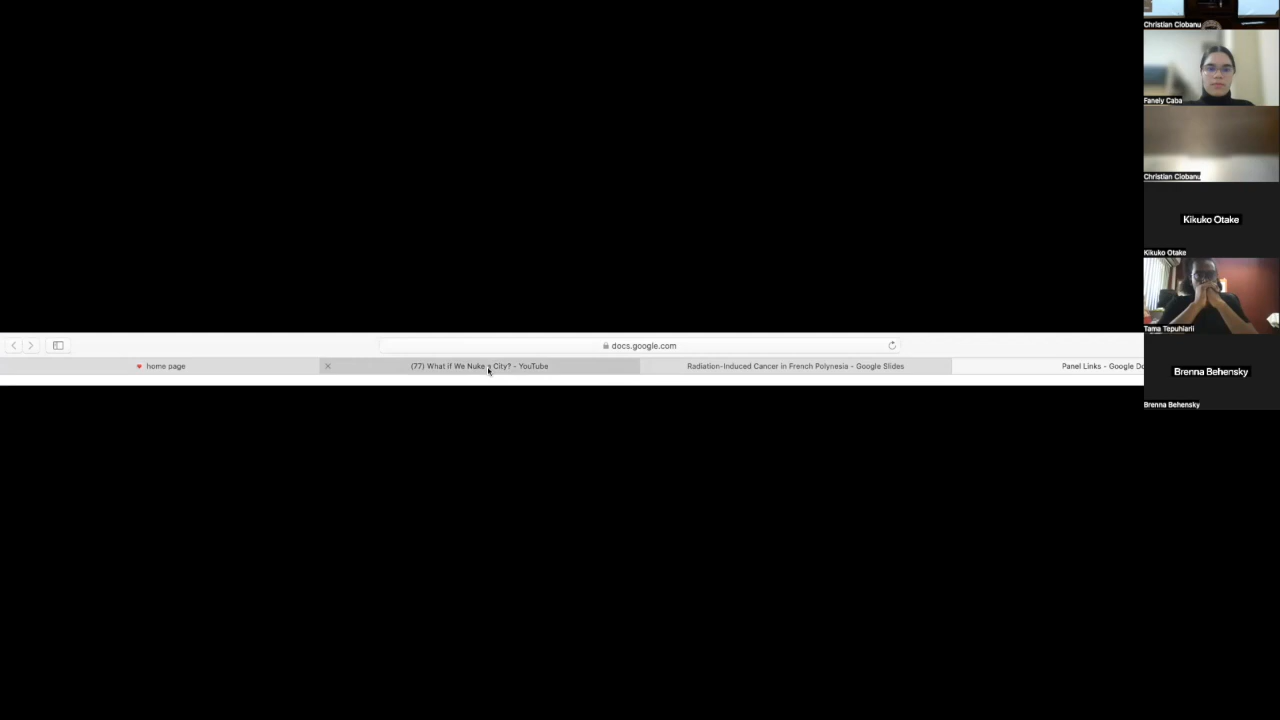 Christian Ciobanu
Fanely Caba
Christian Ciobanu
Kikuko Otake
Kikuko Otake
Tama Tepuhiarii
Brenna Behensky
Brenna Behensky
docs.google.com
home page
(77) What if We Nuke a City? - YouTube
Radiation-Induced Cancer in French Polynesia - Google Slides
Panel Links - Google Do